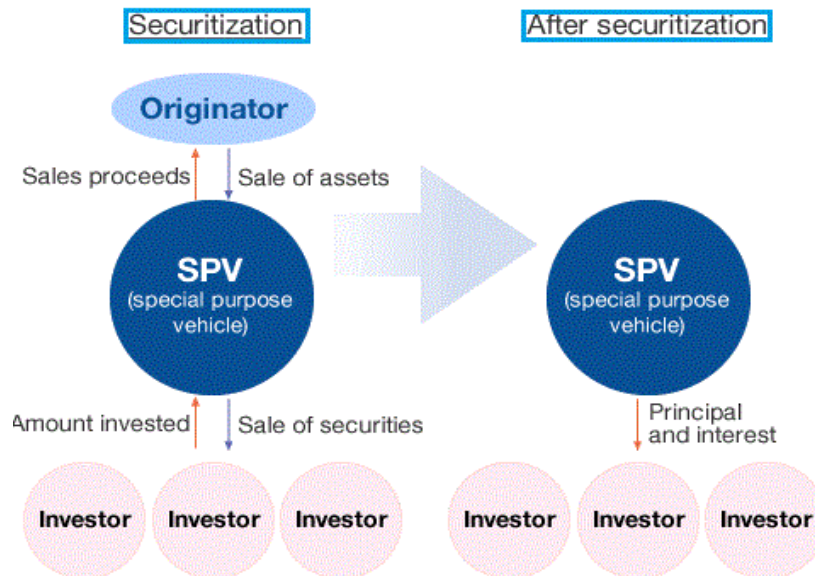 Securitization
After securitization
Originator
Sales proceeds
Sale of assets
SPV
(special purpose
vehicle)
SPV
(special purpose
vehicle)
Amount invested
Sale of securities
Principal
and interest
Investor
Investor
Investor
Investor
Investor
Investor